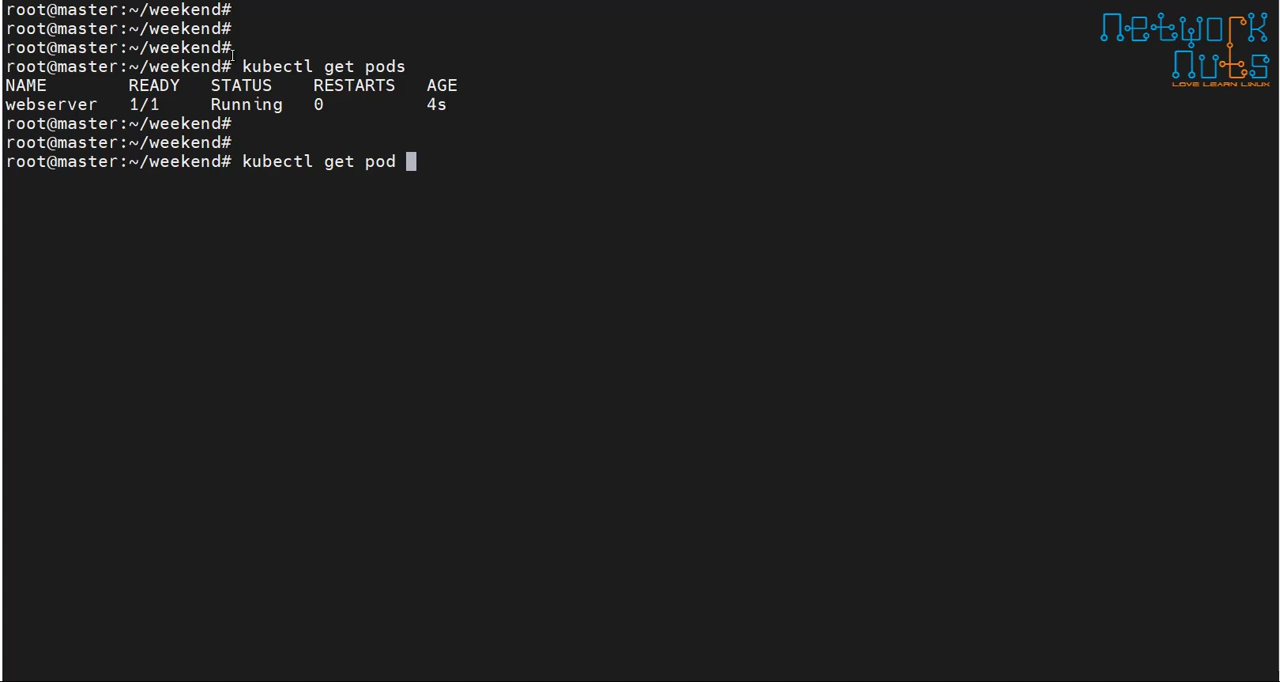 root@master:~/weekend#
root@master:~/weekend#
root@master:~/weekend#
root@master:~/weekend# kubectl get pods
NAME READY STATUS RESTARTS AGE
webserver 1/1 Running 0 4s
root@master:~/weekend#
root@master:~/weekend#
root@master:~/weekend# kubectl get pod
Network
Nuts
LOVE LEARN LINUX